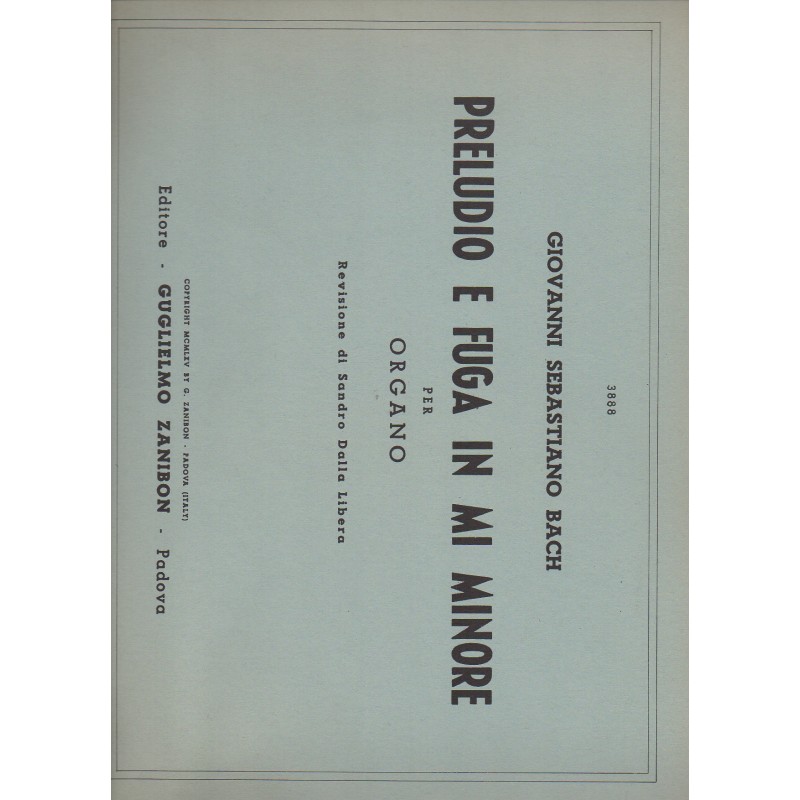 3888
GIOVANNI SEBASTIANO BACH
PRELUDIO E FUGA IN MI MINORE
PER
ORGANO
Revisione di Sandro Dalla Libera
COPYRIGHT MCMLXV BY G. ZANIBON - PADOVA (ITALY)
Editore - GUGLIELMO ZANIBON - Padova